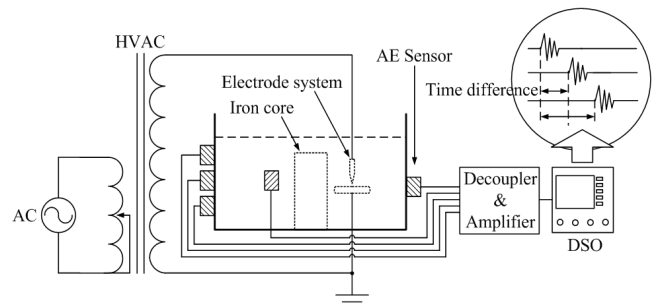 HVAC
AE Sensor
Electrode system
Iron core
Time difference
AC
Decoupler
&
Amplifier
DSO